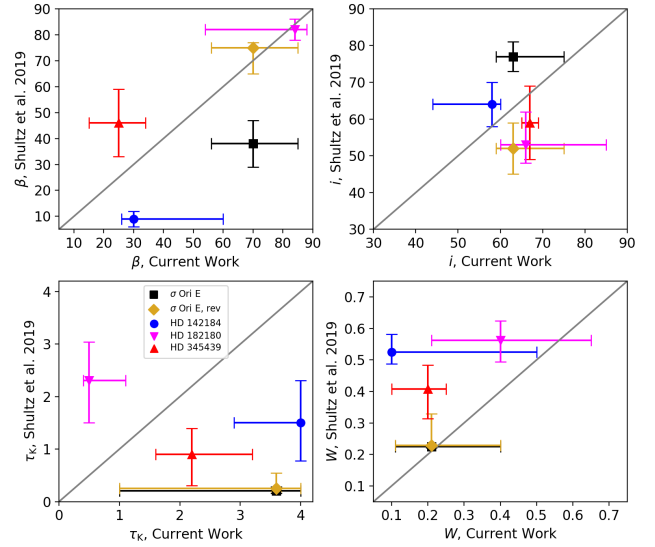 90
80
70
60
50
40
30
20
10
β, Shultz et al. 2019
10 20 30 40 50 60 70 80 90
β, Current Work
90
80
70
60
50
40
30
i, Shultz et al. 2019
30 40 50 60 70 80 90
i, Current Work
4
3
2
1
0
τK, Shultz et al. 2019
σ Ori E
σ Ori E, rev
HD 142184
HD 182180
HD 345439
0 1 2 3 4
τK, Current Work
0.7
0.6
0.5
0.4
0.3
0.2
0.1
W, Shultz et al. 2019
0.1 0.2 0.3 0.4 0.5 0.6 0.7
W, Current Work